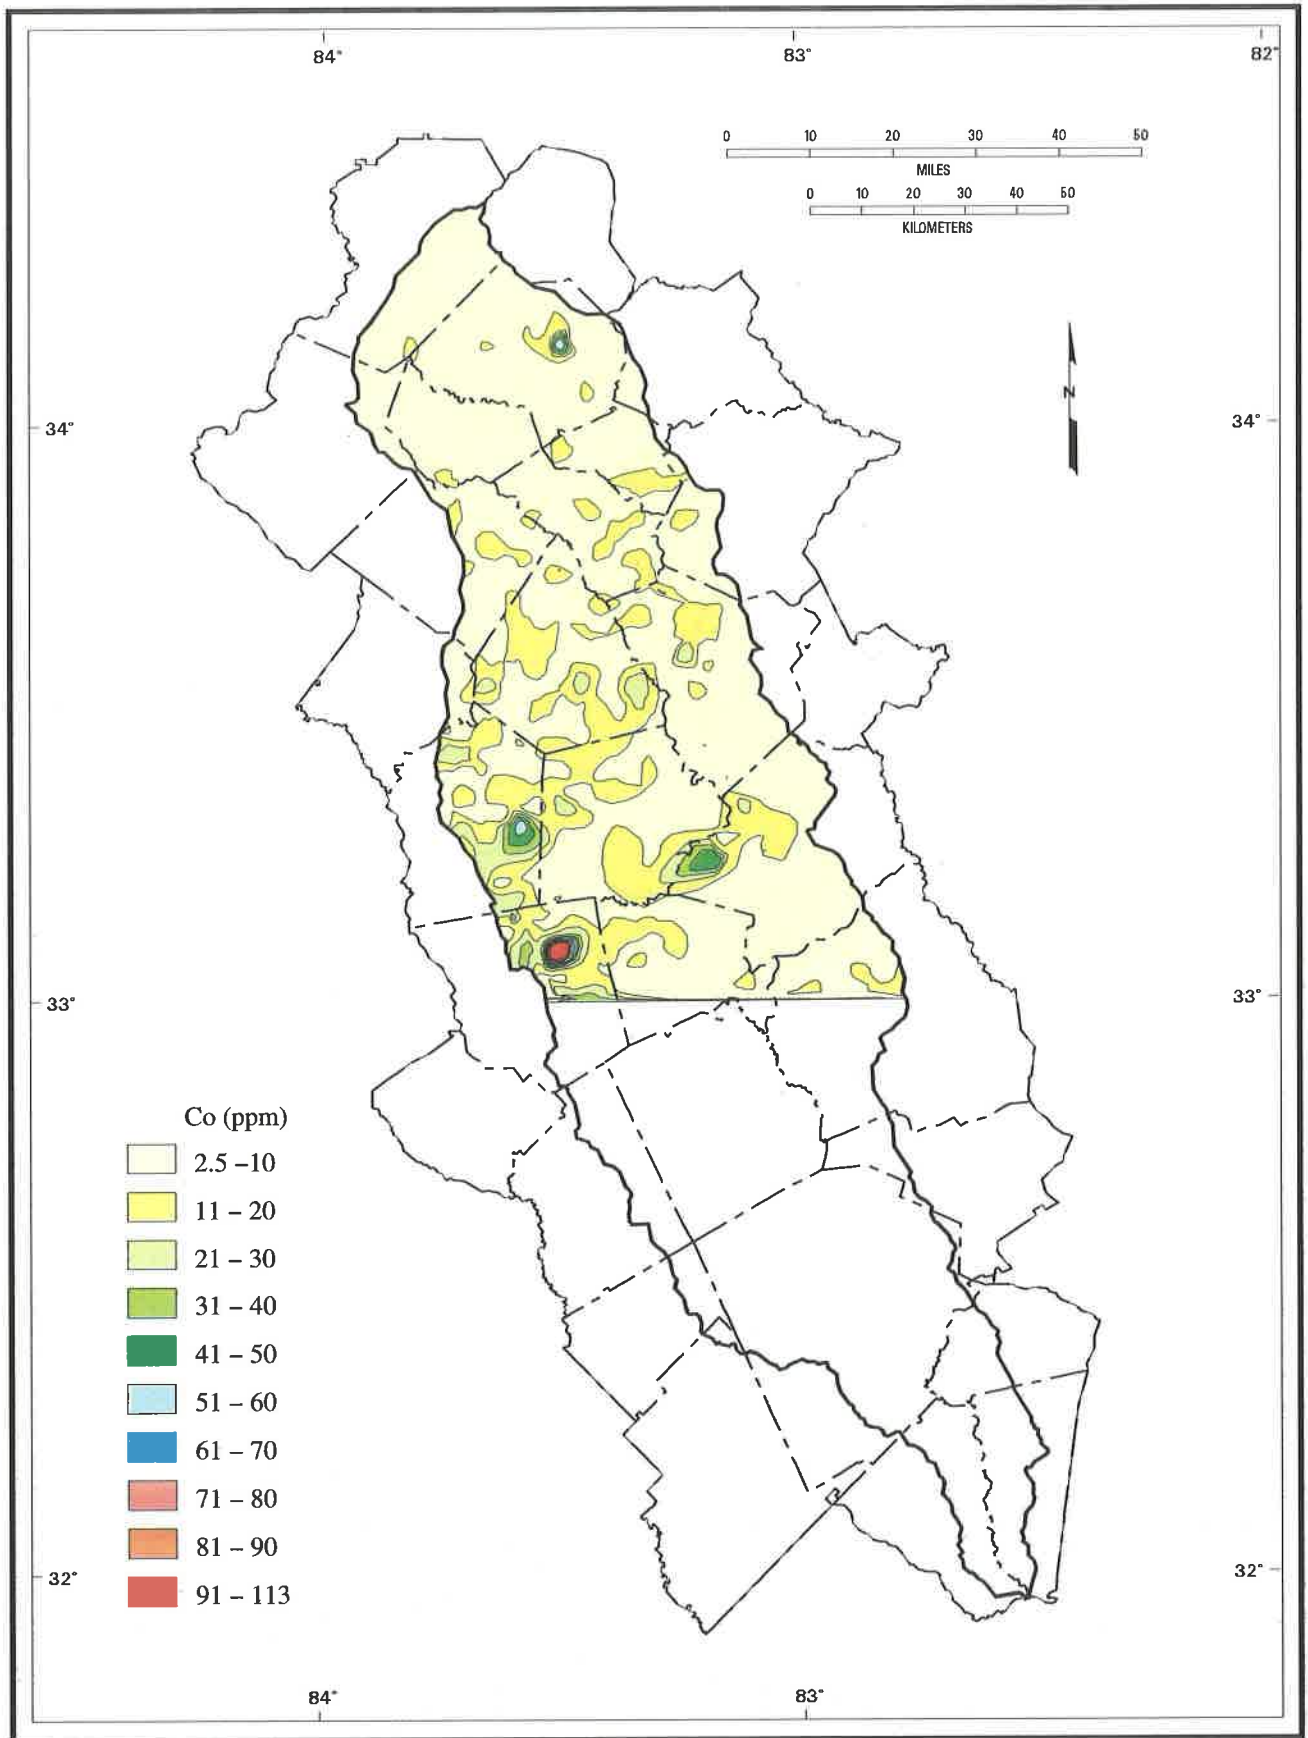 84° 83° 82°
0 10 20 30 40 50
MILES
0 10 20 30 40 50
KILOMETERS
N
34° 34°
33° 33°
Co (ppm)
2.5 – 10
11 – 20
21 – 30
31 – 40
41 – 50
51 – 60
61 – 70
71 – 80
81 – 90
91 – 113
32° 32°
84° 83°